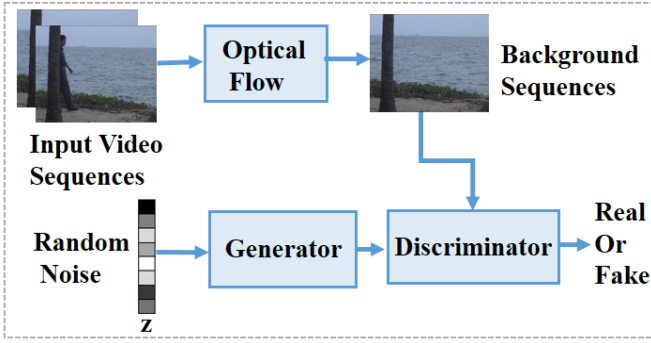 Optical
Flow
Background
Sequences
Input Video
Sequences
Random
Noise
z
Generator
Discriminator
Real
Or
Fake